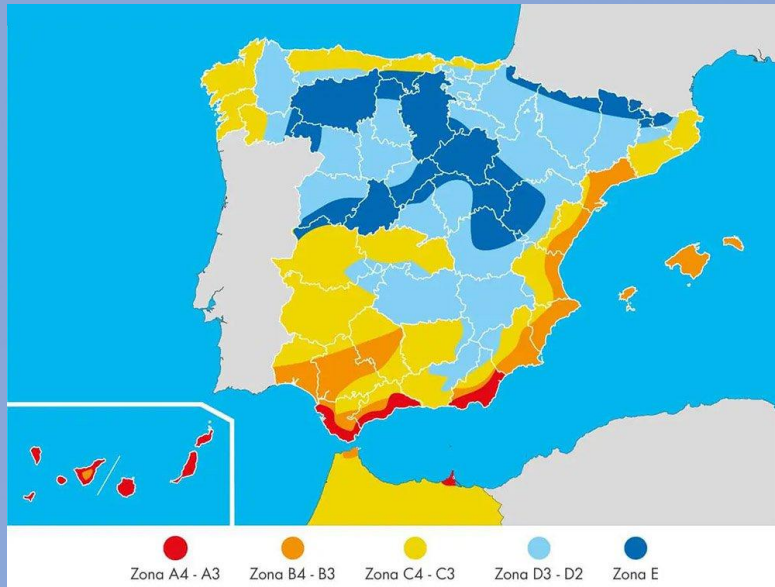 Zona A4 - A3
Zona B4 - B3
Zona C4 - C3
Zona D3 - D2
Zona E